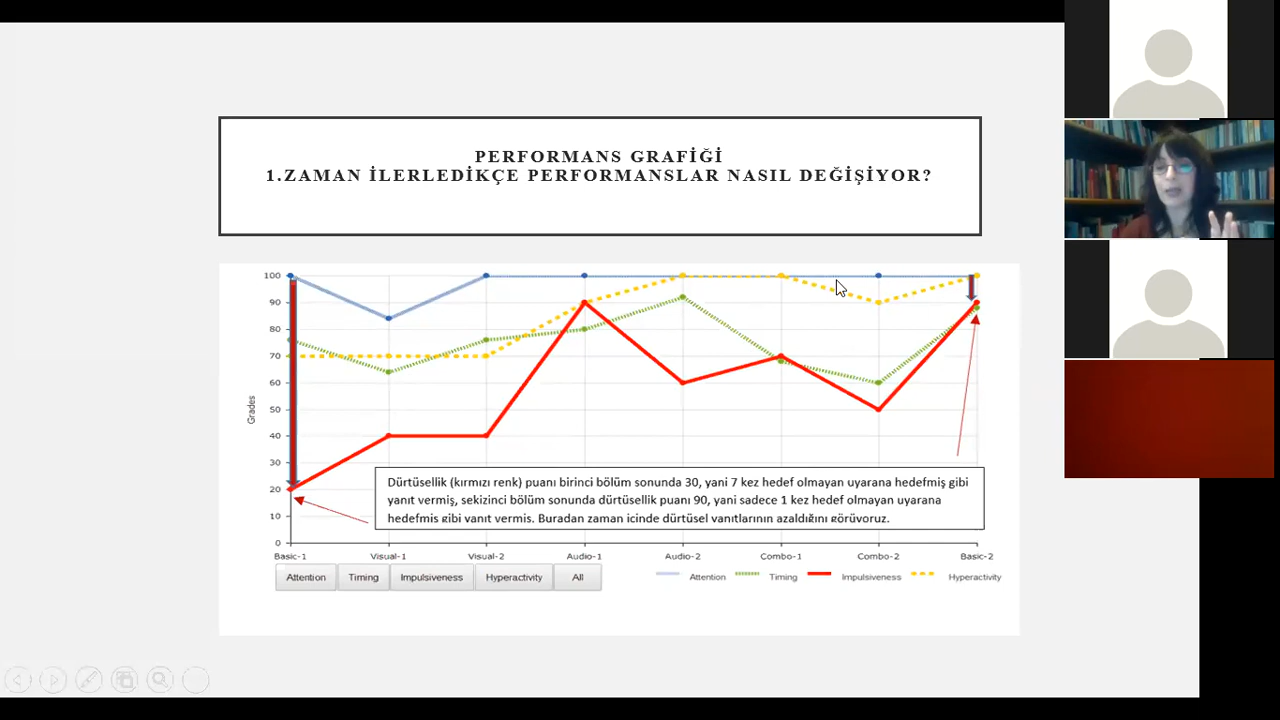 PERFORMANS GRAFİĞİ
1.ZAMAN İLERLEDİKÇE PERFORMANSLAR NASIL DEĞİŞİYOR?
Grades
100
90
80
70
60
50
40
30
20
10
0
Dürtüsellik (kırmızı renk) puanı birinci bölüm sonunda 30, yani 7 kez hedef olmayan uyarana hedefmiş gibi
yanıt vermiş, sekizinci bölüm sonunda dürtüsellik puanı 90, yani sadece 1 kez hedef olmayan uyarana
hedefmiş gibi yanıt vermiş. Buradan zaman içinde dürtüsel yanıtlarının azaldığını görüyoruz.
Basic-1 Visual-1 Visual-2 Audio-1 Audio-2 Combo-1 Combo-2 Basic-2
Attention Timing Impulsiveness Hyperactivity All
Attention Timing Impulsiveness Hyperactivity